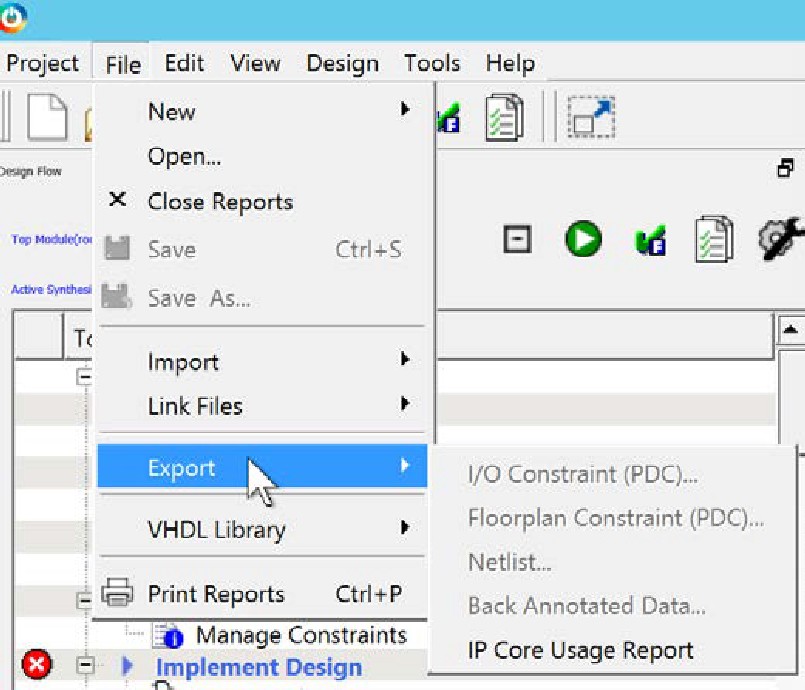 Project File Edit View Design Tools Help
New
Open...
Close Reports
Save Ctrl+S
Save As...
Import
Link Files
Export
VHDL Library
Print Reports Ctrl+P
I/O Constraint (PDC)...
Floorplan Constraint (PDC)...
Netlist...
Back Annotated Data...
IP Core Usage Report
Design Flow
Top Module(roo
Active Synthesi
To
Manage Constraints
Implement Design